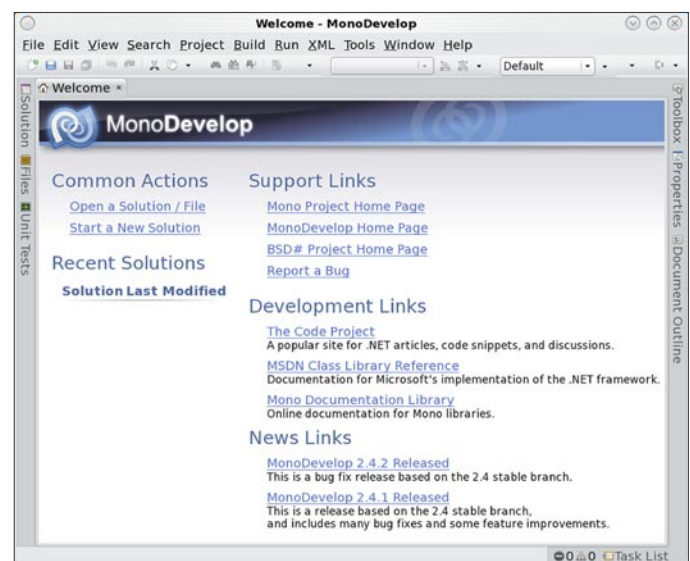 Welcome - MonoDevelop
File Edit View Search Project Build Run XML Tools Window Help
Default
Welcome ×
Solution
Files
Unit Tests
MonoDevelop
Common Actions
Open a Solution / File
Start a New Solution
Recent Solutions
Solution Last Modified
Support Links
Mono Project Home Page
MonoDevelop Home Page
BSD# Project Home Page
Report a Bug
Development Links
The Code Project
A popular site for .NET articles, code snippets, and discussions.
MSDN Class Library Reference
Documentation for Microsoft's implementation of the .NET framework.
Mono Documentation Library
Online documentation for Mono libraries.
News Links
MonoDevelop 2.4.2 Released
This is a bug fix release based on the 2.4 stable branch.
MonoDevelop 2.4.1 Released
This is a release based on the 2.4 stable branch,
and includes many bug fixes and some feature improvements.
Toolbox
Properties
Document Outline
0 0 Task List